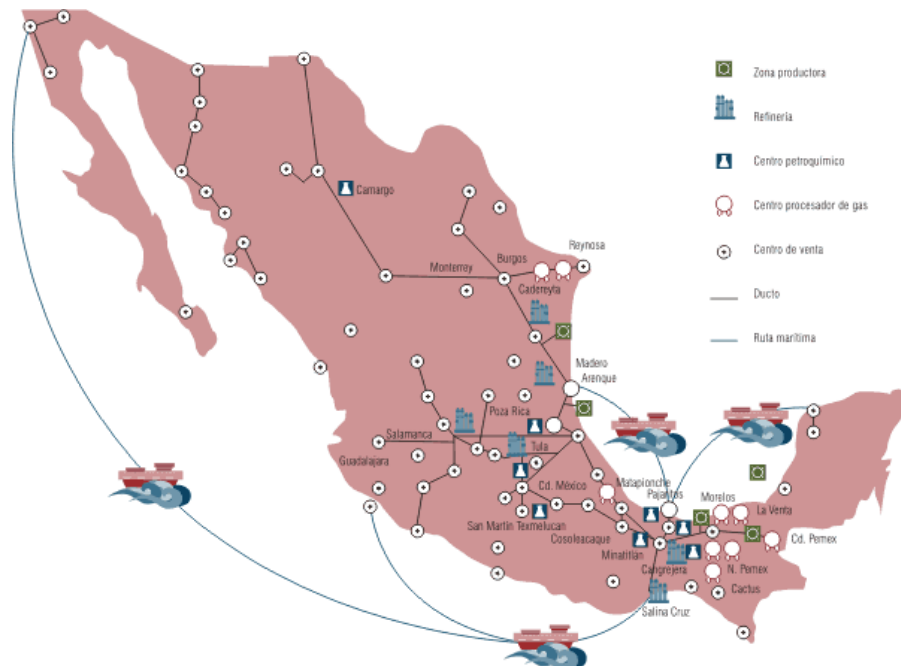 Zona productora
Refinería
Centro petroquímico
Centro procesador de gas
Centro de venta
Ducto
Ruta marítima
Camargo
Monterrey
Burgos
Reynosa
Cadereyta
Madero
Arenque
Poza Rica
Salamanca
Guadalajara
Tula
Cd. México
San Martín Texmelucan
Cosoleacaque
Matapionche
Pajaritos
Morelos
La Venta
Cd. Pemex
Minatitlán
Cangrejera
N. Pemex
Cactus
Salina Cruz